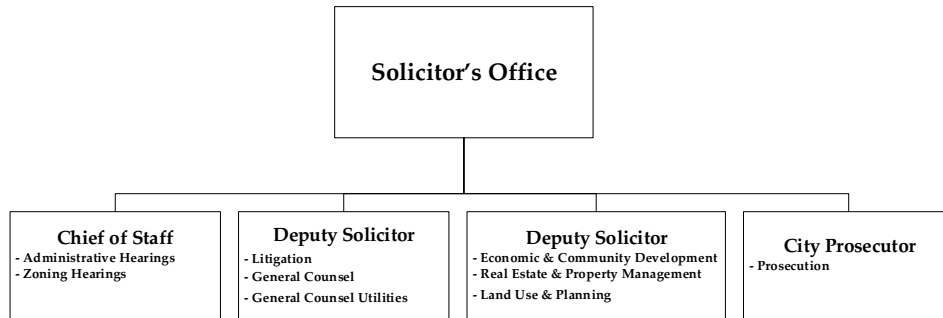 Solicitor's Office
Chief of Staff
- Administrative Hearings
- Zoning Hearings
Deputy Solicitor
- Litigation
- General Counsel
- General Counsel Utilities
Deputy Solicitor
- Economic & Community Development
- Real Estate & Property Management
- Land Use & Planning
City Prosecutor
- Prosecution